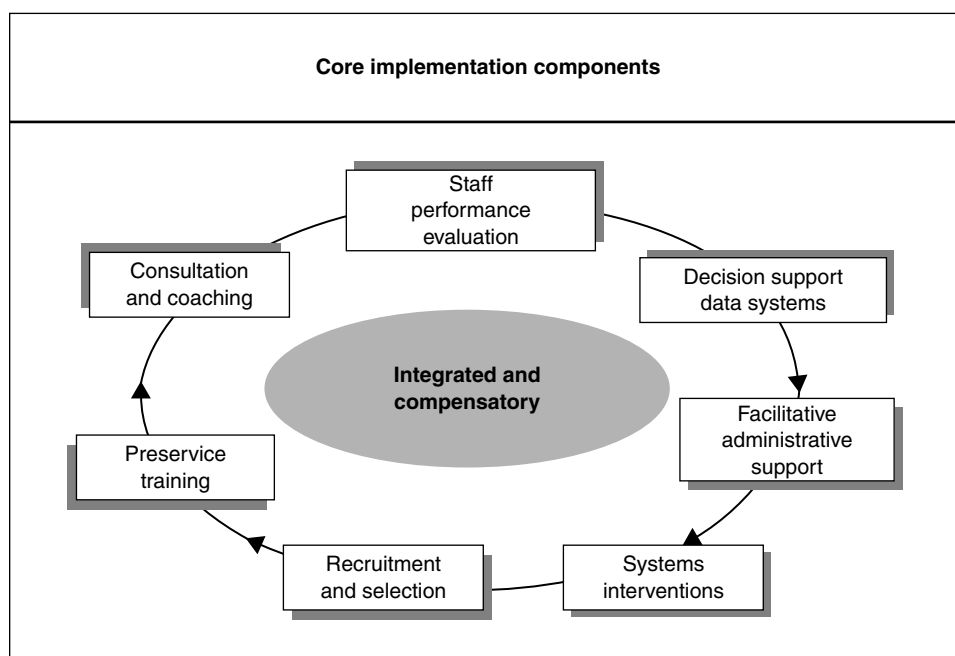 Core implementation components
Staff
performance
evaluation
Consultation
and coaching
Decision support
data systems
Integrated and
compensatory
Facilitative
administrative
support
Preservice
training
Recruitment
and selection
Systems
interventions